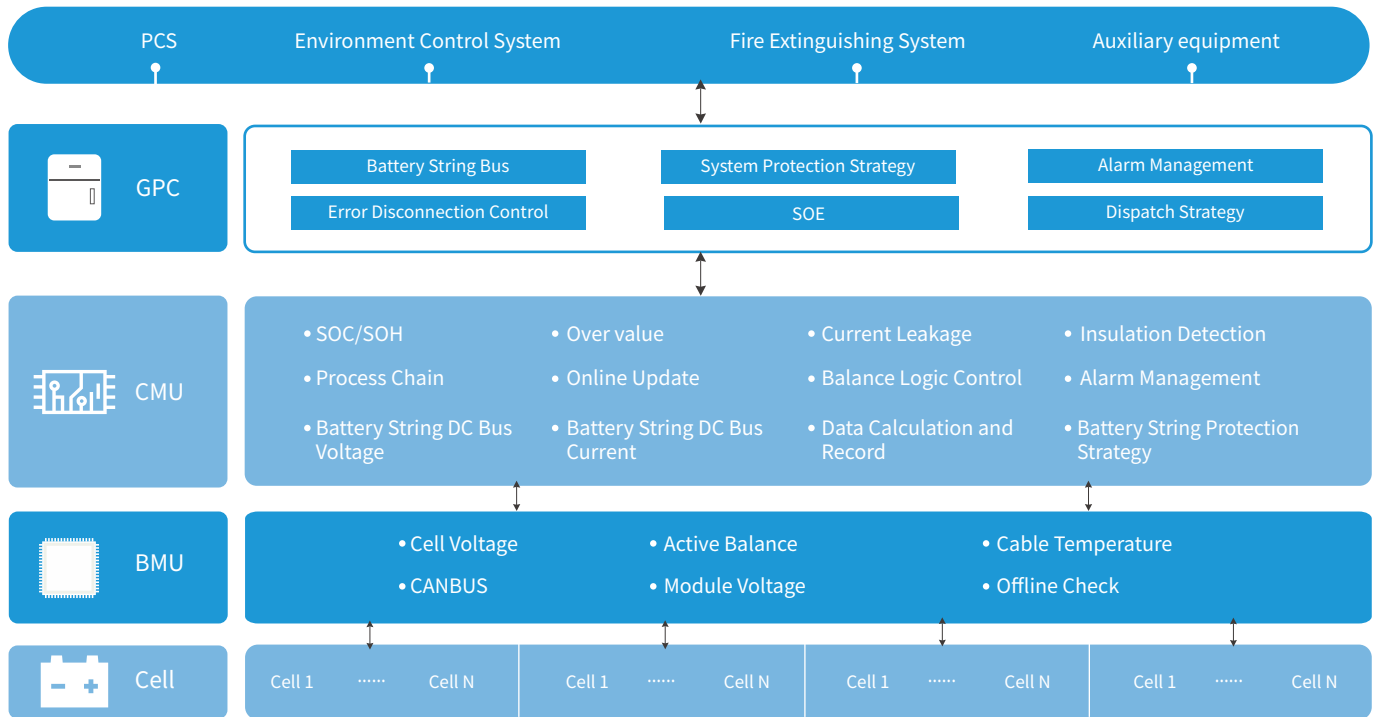 PCS Environment Control System Fire Extinguishing System Auxiliary equipment
GPC
Battery String Bus System Protection Strategy Alarm Management
Error Disconnection Control SOE Dispatch Strategy
CMU
• SOC/SOH • Over value • Current Leakage • Insulation Detection
• Process Chain • Online Update • Balance Logic Control • Alarm Management
• Battery String DC Bus
Voltage
• Battery String DC Bus
Current
• Data Calculation and
Record
• Battery String Protection
Strategy
BMU
• Cell Voltage • Active Balance • Cable Temperature
• CANBUS • Module Voltage • Offline Check
Cell
Cell 1 ...... Cell N Cell 1 ...... Cell N Cell 1 ...... Cell N Cell 1 ...... Cell N